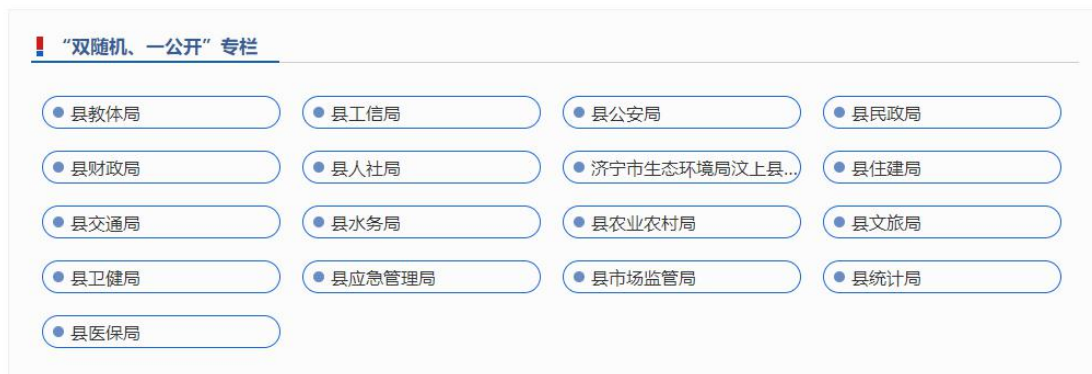 “双随机、一公开”专栏
县教体局
县工信局
县公安局
县民政局
县财政局
县人社局
济宁市生态环境局汶上县...
县住建局
县交通局
县水务局
县农业农村局
县文旅局
县卫健局
县应急管理局
县市场监管局
县统计局
县医保局